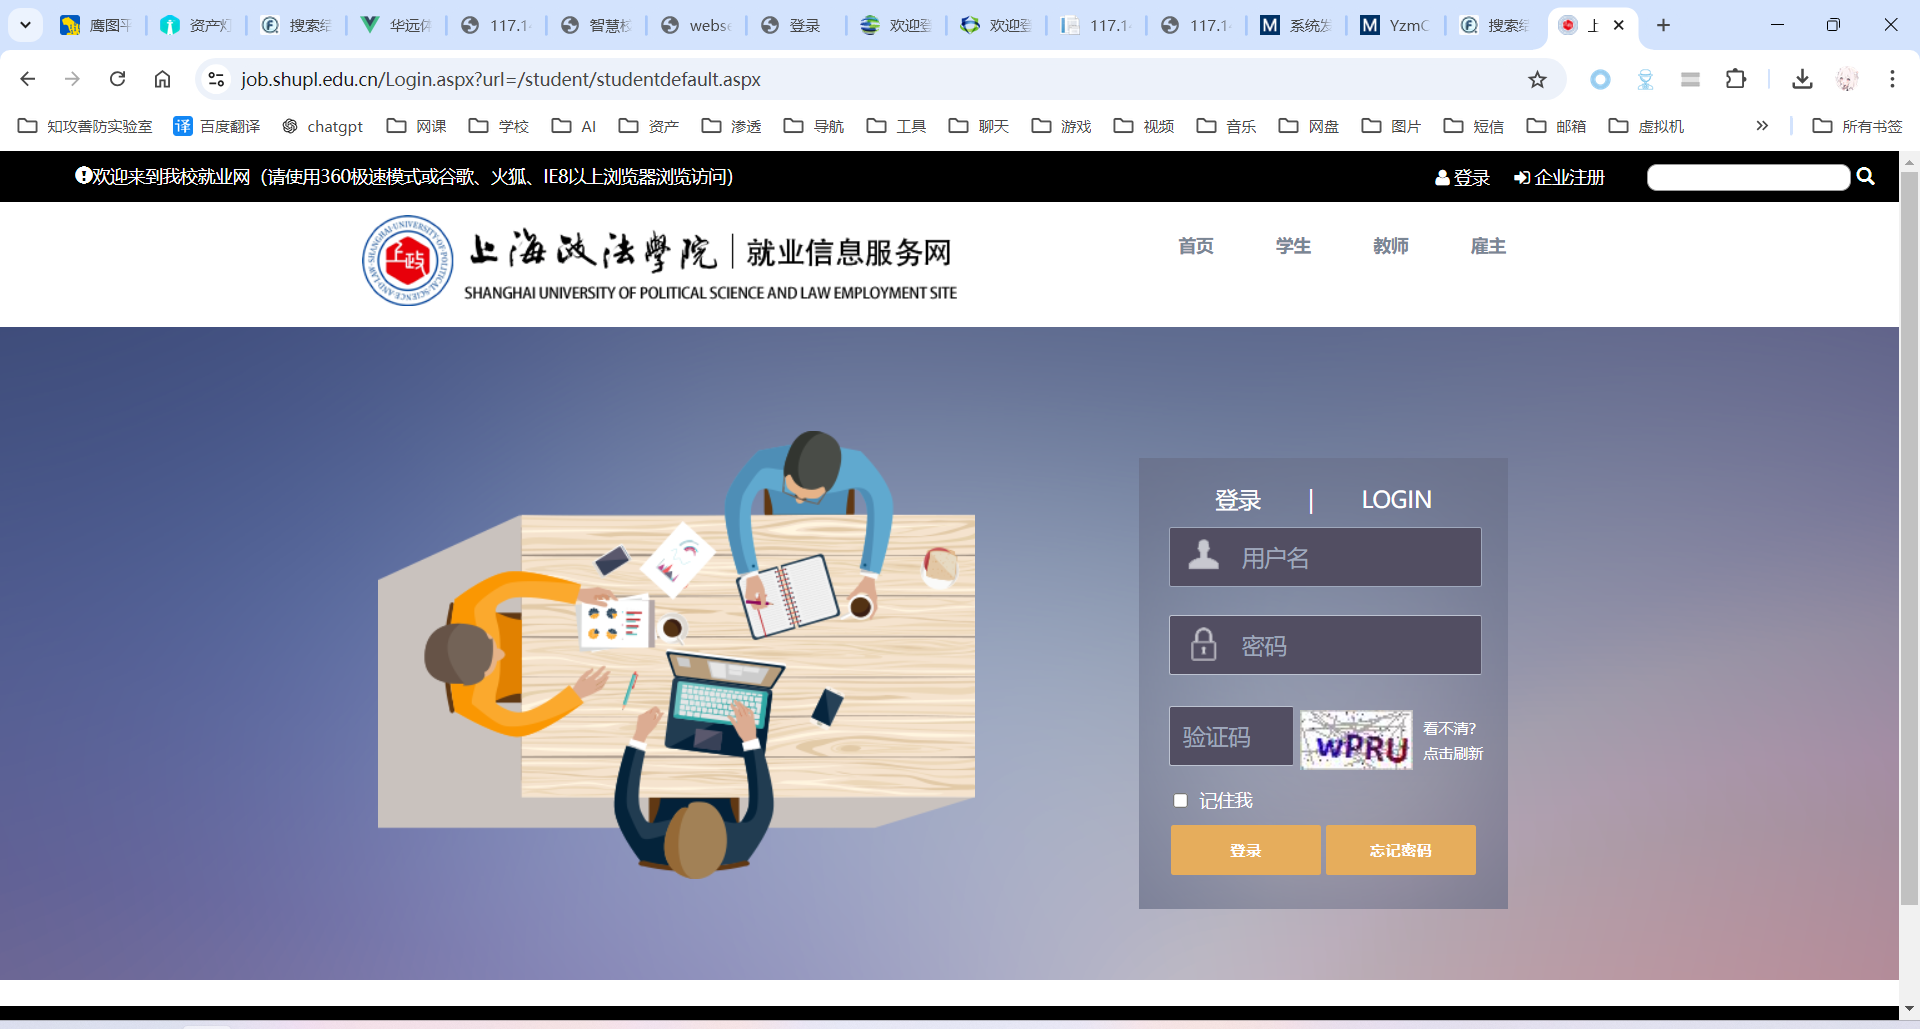 鹰图平
资产灯
搜索结
华远体
117.1
智慧校
webse
登录
欢迎登
欢迎登
117.1
117.1
系统发
YzmC
搜索结
上
job.shupl.edu.cn/Login.aspx?url=/student/studentdefault.aspx
知攻善防实验室
译 百度翻译
chatgpt
网课
学校
AI
资产
渗透
导航
工具
聊天
游戏
视频
音乐
网盘
图片
短信
邮箱
虚拟机
所有书签
欢迎来到我校就业网（请使用360极速模式或谷歌、火狐、IE8以上浏览器浏览访问）
登录
企业注册
上海政法學院 | 就业信息服务网
SHANGHAI UNIVERSITY OF POLITICAL SCIENCE AND LAW EMPLOYMENT SITE
首页
学生
教师
雇主
登录 | LOGIN
用户名
密码
验证码
WPRU
看不清?
点击刷新
记住我
登录
忘记密码